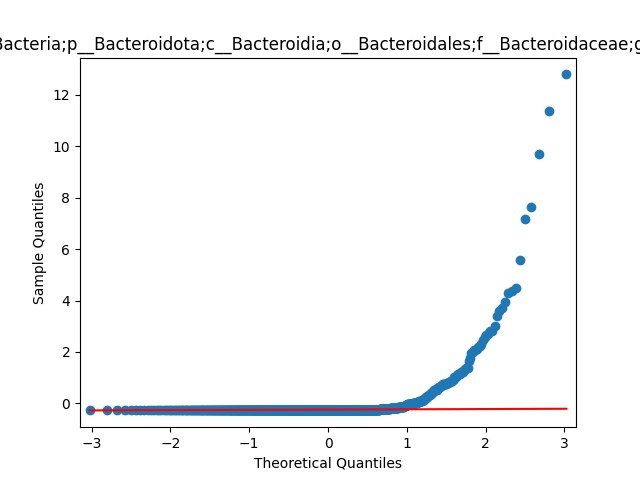 Bacteria;p__Bacteroidota;c__Bacteroidia;o__Bacteroidales;f__Bacteroidaceae;g
12
10
8
6
4
2
0
Sample Quantiles
−3 −2 −1 0 1 2 3
Theoretical Quantiles